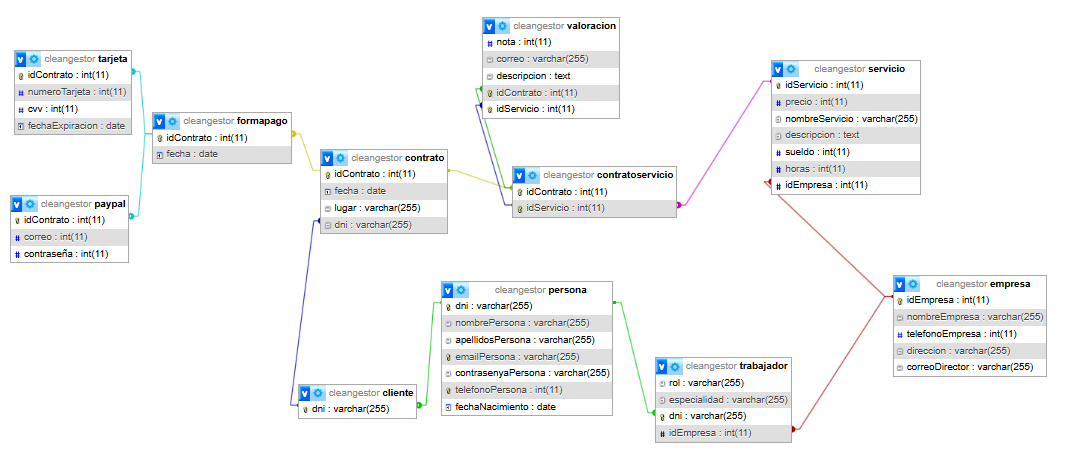 cleangestor tarjeta
idContrato : int(11)
numeroTarjeta : int(11)
cvv : int(11)
fechaExpiracion : date
cleangestor formapago
idContrato : int(11)
fecha : date
cleangestor paypal
idContrato : int(11)
correo : int(11)
contraseña : int(11)
cleangestor contrato
idContrato : int(11)
fecha : date
lugar : varchar(255)
dni : varchar(255)
cleangestor valoracion
nota : int(11)
correo : varchar(255)
descripcion : text
idContrato : int(11)
idServicio : int(11)
cleangestor contratoservicio
idContrato : int(11)
idServicio : int(11)
cleangestor servicio
idServicio : int(11)
precio : int(11)
nombreServicio : varchar(255)
descripcion : text
sueldo : int(11)
horas : int(11)
idEmpresa : int(11)
cleangestor cliente
dni : varchar(255)
cleangestor persona
dni : varchar(255)
nombrePersona : varchar(255)
apellidosPersona : varchar(255)
emailPersona : varchar(255)
contrasenyaPersona : varchar(255)
telefonoPersona : int(11)
fechaNacimiento : date
cleangestor trabajador
rol : varchar(255)
especialidad : varchar(255)
dni : varchar(255)
idEmpresa : int(11)
cleangestor empresa
idEmpresa : int(11)
nombreEmpresa : varchar(255)
telefonoEmpresa : int(11)
direccion : varchar(255)
correoDirector : varchar(255)